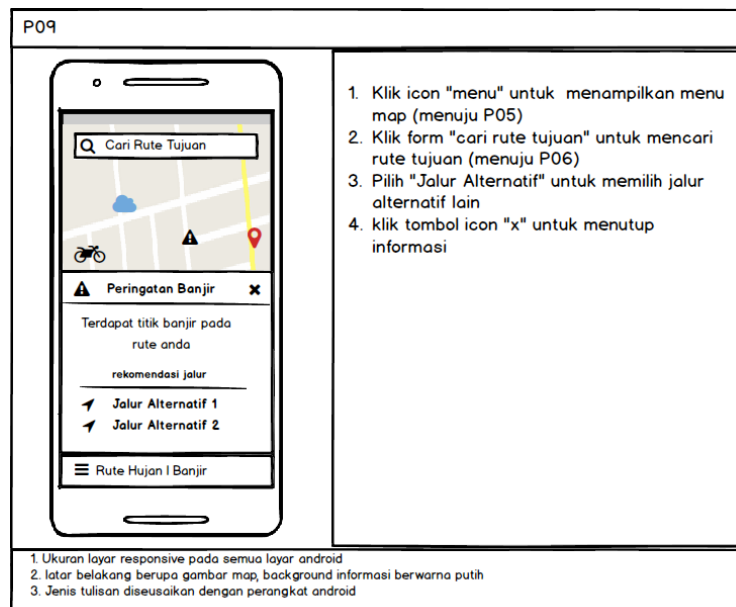 P09
Cari Rute Tujuan
Peringatan Banjir
Terdapat titik banjir pada
rute anda
rekomendasi jalur
Jalur Alternatif 1
Jalur Alternatif 2
Rute Hujan | Banjir
1. Klik icon "menu" untuk menampilkan menu
map (menuju P05)
2. Klik form "cari rute tujuan" untuk mencari
rute tujuan (menuju P06)
3. Pilih "Jalur Alternatif" untuk memilih jalur
alternatif lain
4. klik tombol icon "x" untuk menutup
informasi
1. Ukuran layar responsive pada semua layar android
2. latar belakang berupa gambar map, background informasi berwarna putih
3. Jenis tulisan diseusaikan dengan perangkat android